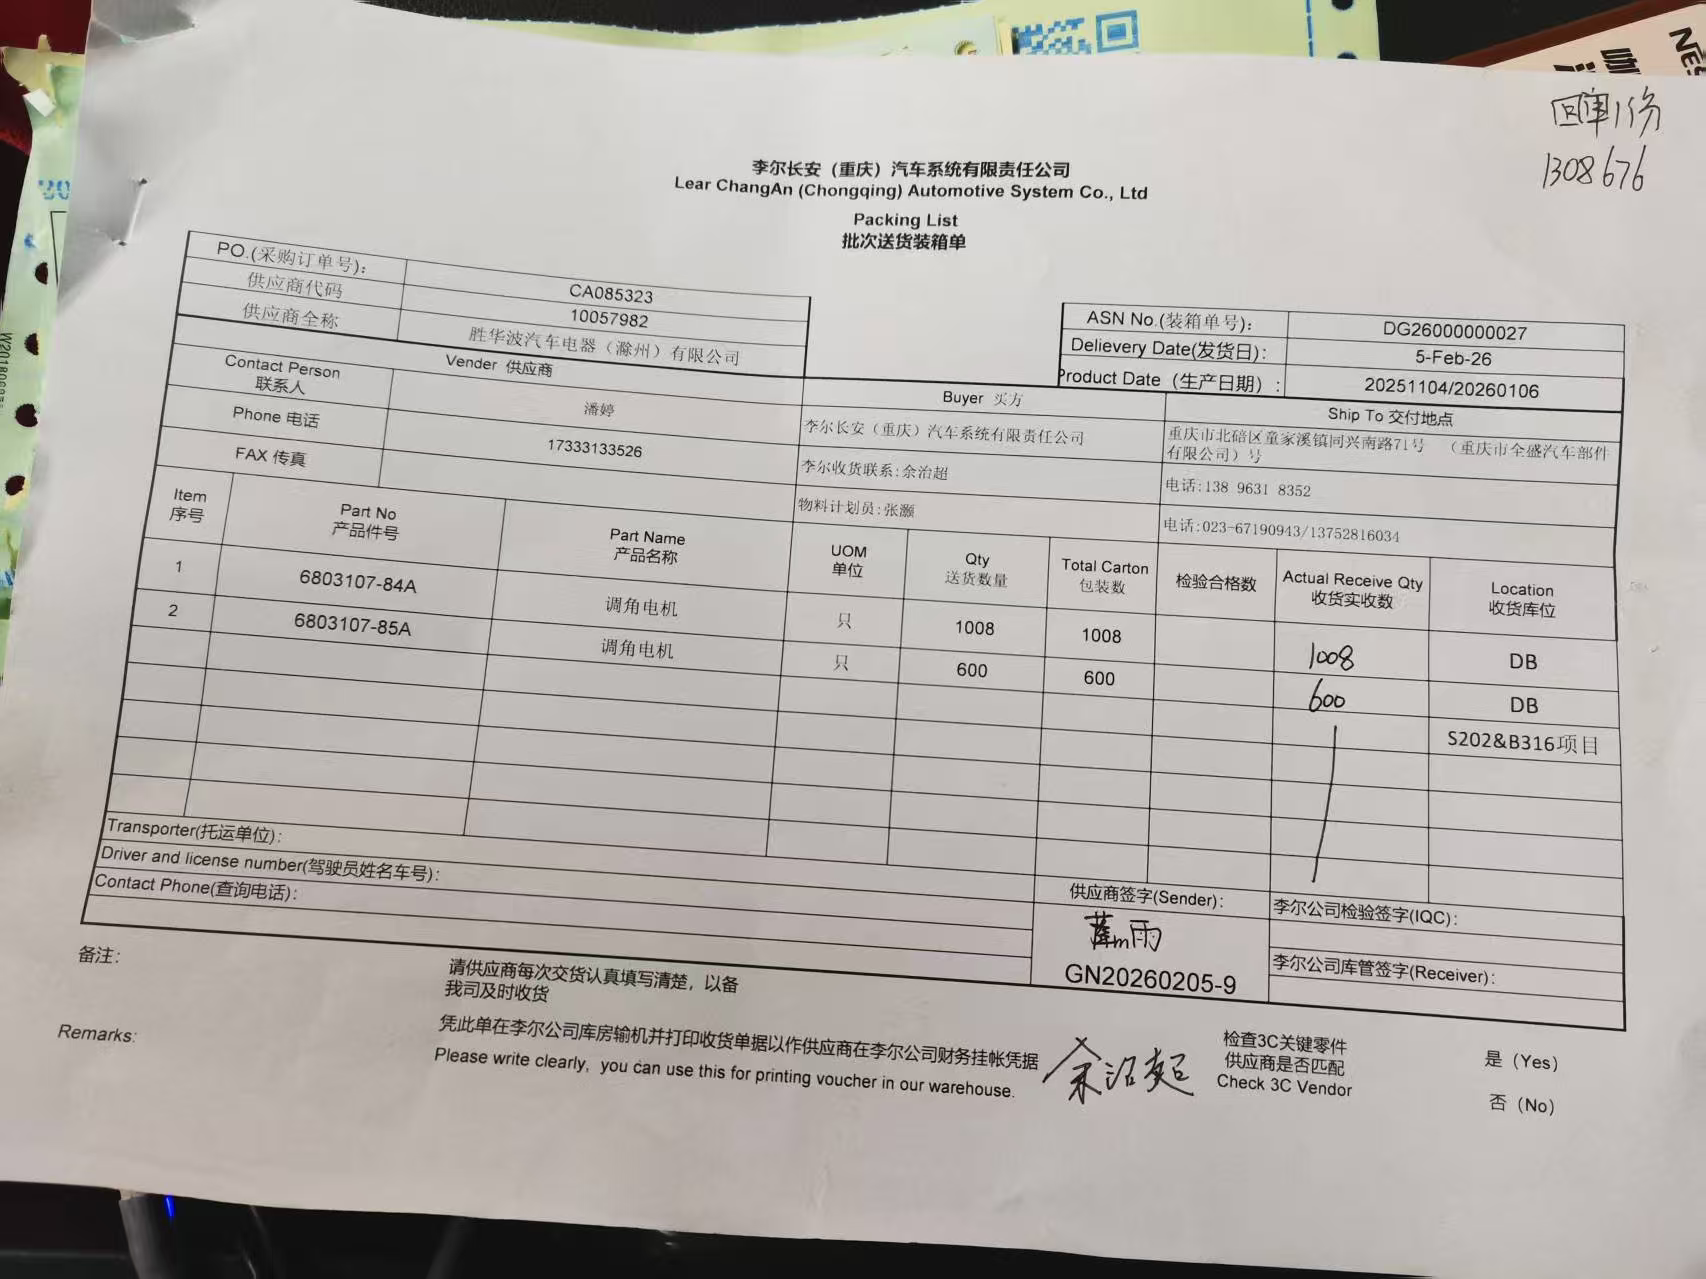 回单1份
1308676
李尔长安（重庆）汽车系统有限责任公司
Lear ChangAn (Chongqing) Automotive System Co., Ltd
Packing List
批次送货装箱单
PO.(采购订单号)： CA085323
供应商代码 10057982
供应商全称 胜华波汽车电器（滁州）有限公司
ASN No.(装箱单号)： DG26000000027
Delievery Date(发货日)： 5-Feb-26
Product Date（生产日期）： 20251104/20260106
Vender 供应商 Buyer 买方 Ship To 交付地点
Contact Person
联系人 潘婷 李尔长安（重庆）汽车系统有限责任公司 重庆市北碚区童家溪镇同兴南路71号 （重庆市全盛汽车部件
有限公司）号
Phone 电话 17333133526 李尔收货联系:余治超 电话:138 9631 8352
FAX 传真 物料计划员:张灏 电话:023-67190943/13752816034
Item
序号 Part No
产品件号 Part Name
产品名称 UOM
单位 Qty
送货数量 Total Carton
包装数 检验合格数 Actual Receive Qty
收货实收数 Location
收货库位
1 6803107-84A 调角电机 只 1008 1008 1008 DB
2 6803107-85A 调角电机 只 600 600 600 DB
S202&B316项目
Transporter(托运单位)：
Driver and license number(驾驶员姓名车号)：
Contact Phone(查询电话)：
供应商签字(Sender)：
GN20260205-9
李尔公司检验签字(IQC)：
李尔公司库管签字(Receiver)：
备注：
请供应商每次交货认真填写清楚，以备
我司及时收货
Remarks:
凭此单在李尔公司库房输机并打印收货单据以作供应商在李尔公司财务挂帐凭据
Please write clearly，you can use this for printing voucher in our warehouse.
余治超
检查3C关键零件
供应商是否匹配
Check 3C Vendor
是（Yes）
否（No）